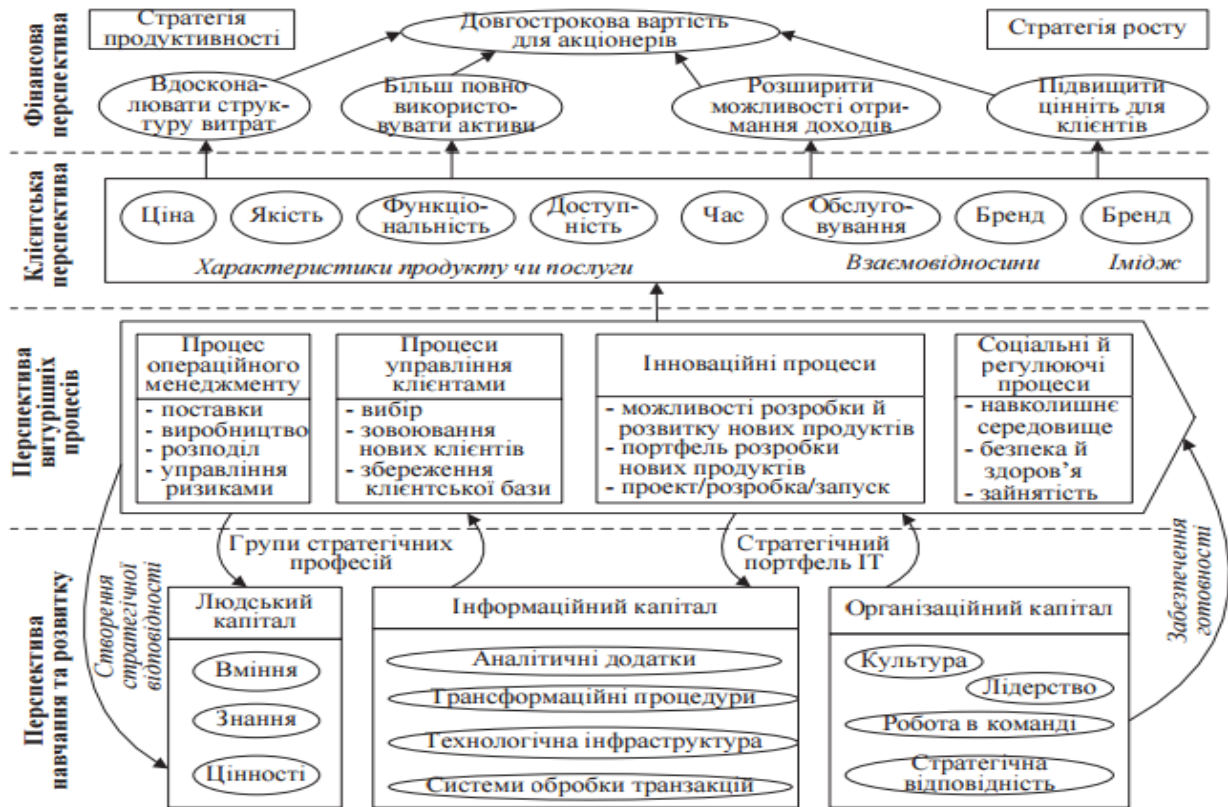 Фінансова
перспектива
Стратегія
продуктивності
Довгострокова вартість
для акціонерів
Стратегія росту
Вдоскона-
лювати струк-
туру витрат
Більш повно
використо-
вувати активи
Розширити
можливості отри-
мання доходів
Підвищити
цінніть для
клієнтів
Клієнтська
перспектива
Ціна
Якість
Функціо-
нальність
Доступ-
ність
Час
Обслуго-
вування
Бренд
Бренд
Характеристики продукту чи послуги
Взаємовідносини
Імідж
Перспектива
внтурішніх
процесів
Процес
операційного
менеджменту
- поставки
- виробництво
- розподіл
- управління
ризиками
Процеси
управління
клієнтами
- вибір
- зовоювання
нових клієнтів
- збереження
клієнтської бази
Інноваційні процеси
- можливості розробки й
розвитку нових продуктів
- портфель розробки
нових продуктів
- проект/розробка/запуск
Соціальні й
регулюючі
процеси
- навколишнє
середовище
- безпека й
здоров’я
- зайнятість
Перспектива
навчання та розвитку
Створення
стратегічної
відповідності
Групи стратегічних
професій
Стратегічний
портфель ІТ
Забезпечення
готовності
Людський
капітал
Вміння
Знання
Цінності
Інформаційний капітал
Аналітичні додатки
Трансформаційні процедури
Технологічна інфраструктура
Системи обробки транзакцій
Організаційний капітал
Культура
Лідерство
Робота в команді
Стратегічна
відповідність